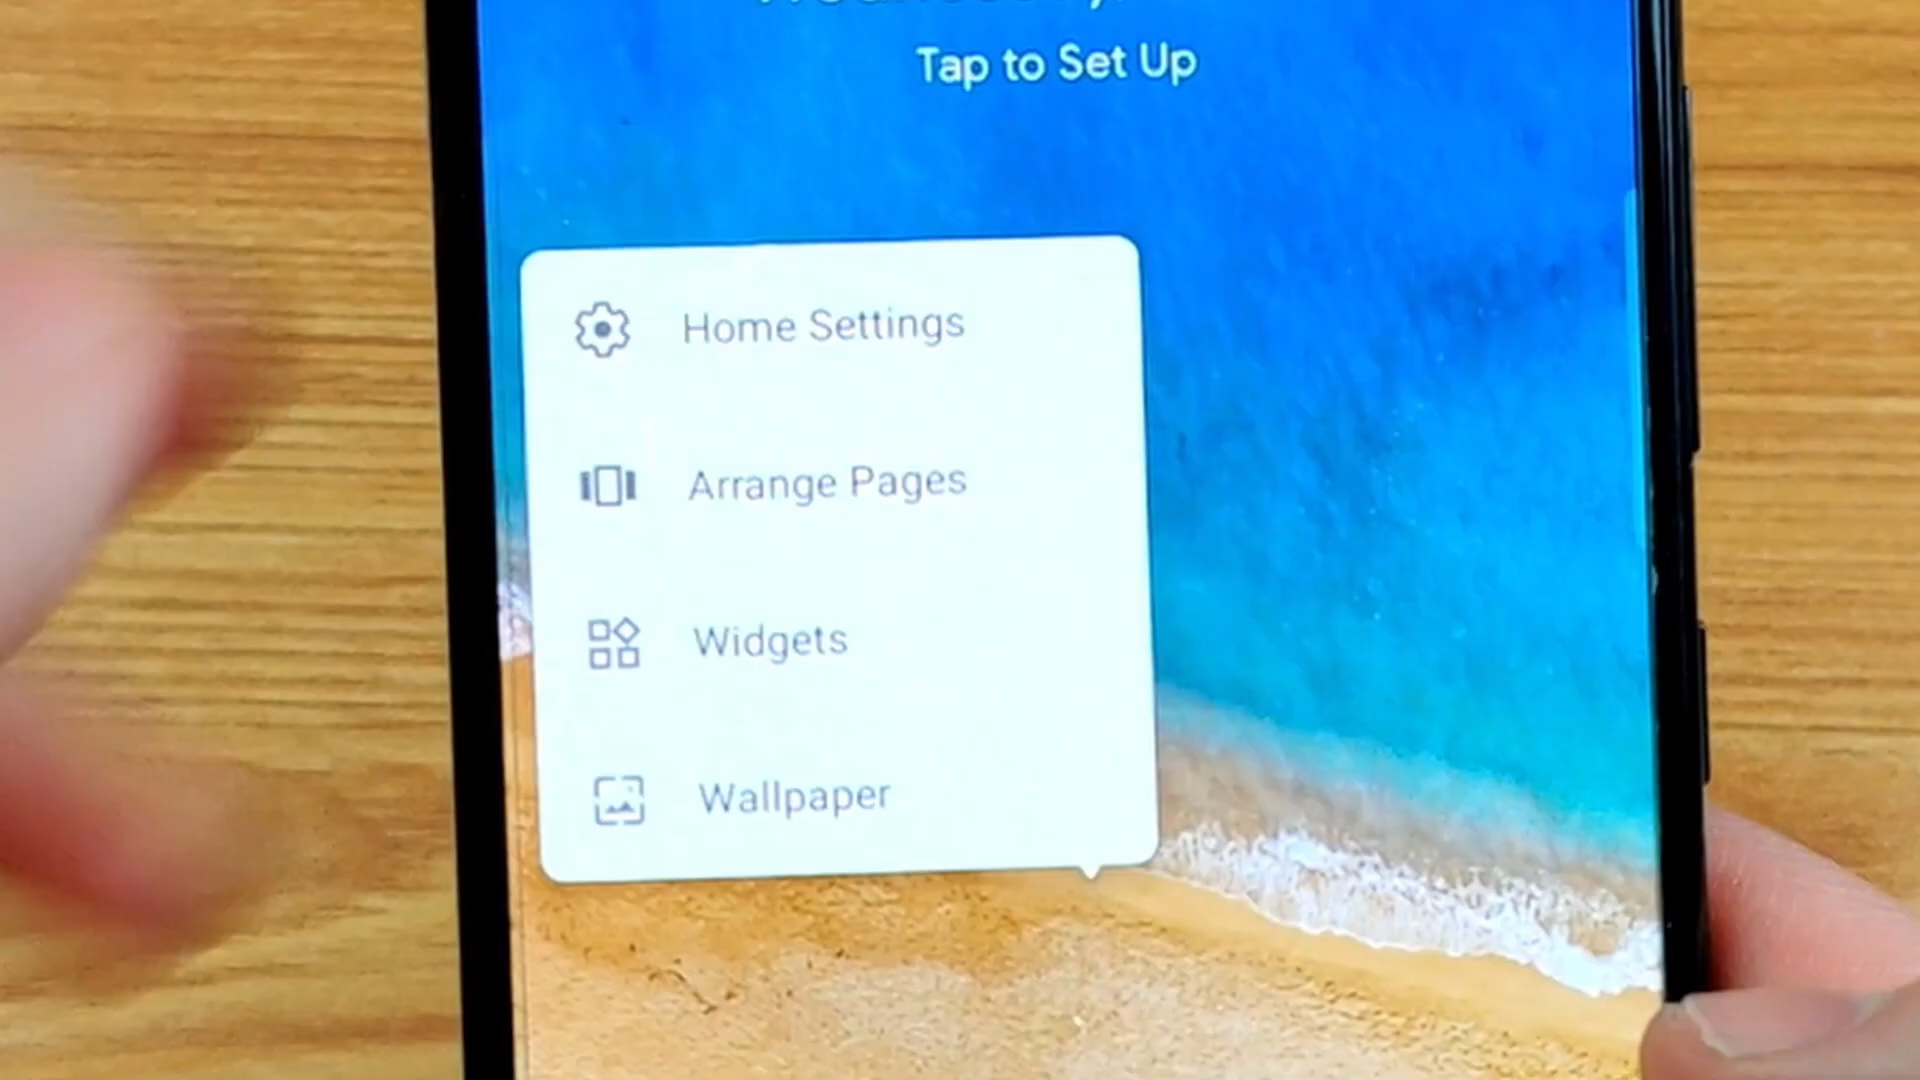 Tap to Set Up
Home Settings
Arrange Pages
Widgets
Wallpaper